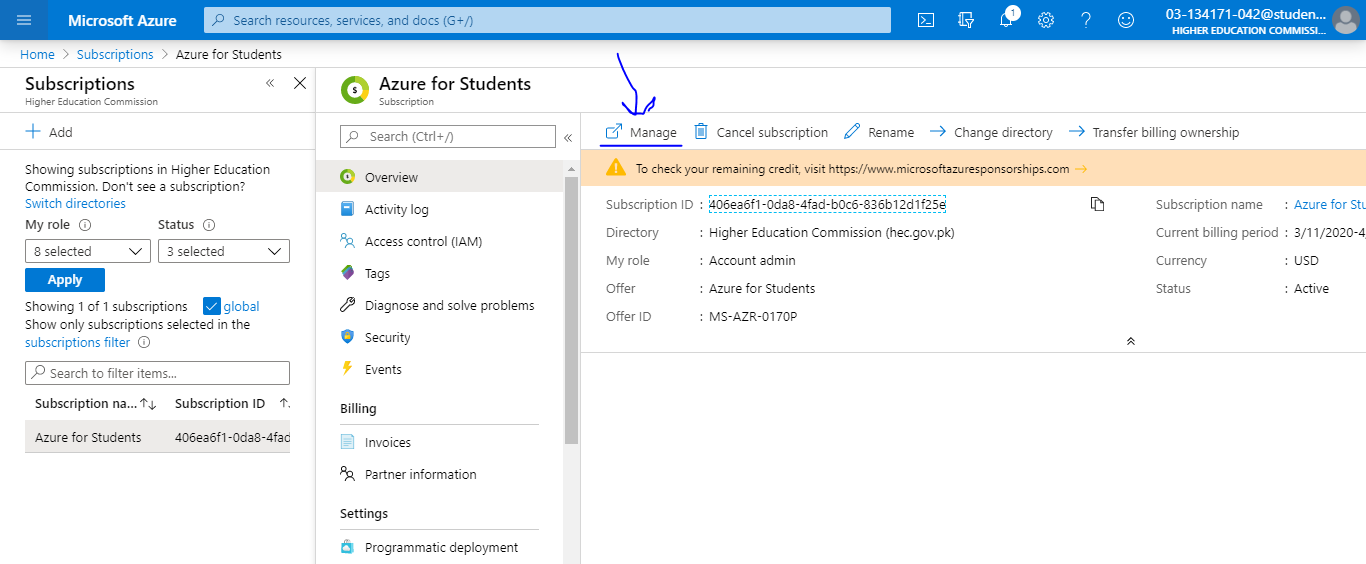 Microsoft Azure
Search resources, services, and docs (G+/)
1
03-134171-042@studen...
HIGHER EDUCATION COMMISSI...
Home > Subscriptions > Azure for Students
Subscriptions
Higher Education Commission
Add
Showing subscriptions in Higher Education
Commission. Don't see a subscription?
Switch directories
My role
Status
8 selected
3 selected
Apply
Showing 1 of 1 subscriptions
global
Show only subscriptions selected in the
subscriptions filter
Search to filter items...
Subscription na...
Subscription ID
Azure for Students
406ea6f1-0da8-4fad
Azure for Students
Subscription
Search (Ctrl+/)
Overview
Activity log
Access control (IAM)
Tags
Diagnose and solve problems
Security
Events
Billing
Invoices
Partner information
Settings
Programmatic deployment
Manage
Cancel subscription
Rename
Change directory
Transfer billing ownership
To check your remaining credit, visit https://www.microsoftazuresponsorships.com
Subscription ID : 406ea6f1-0da8-4fad-b0c6-836b12d1f25e
Directory : Higher Education Commission (hec.gov.pk)
My role : Account admin
Offer : Azure for Students
Offer ID : MS-AZR-0170P
Subscription name : Azure for Stu
Current billing period : 3/11/2020-4/
Currency : USD
Status : Active